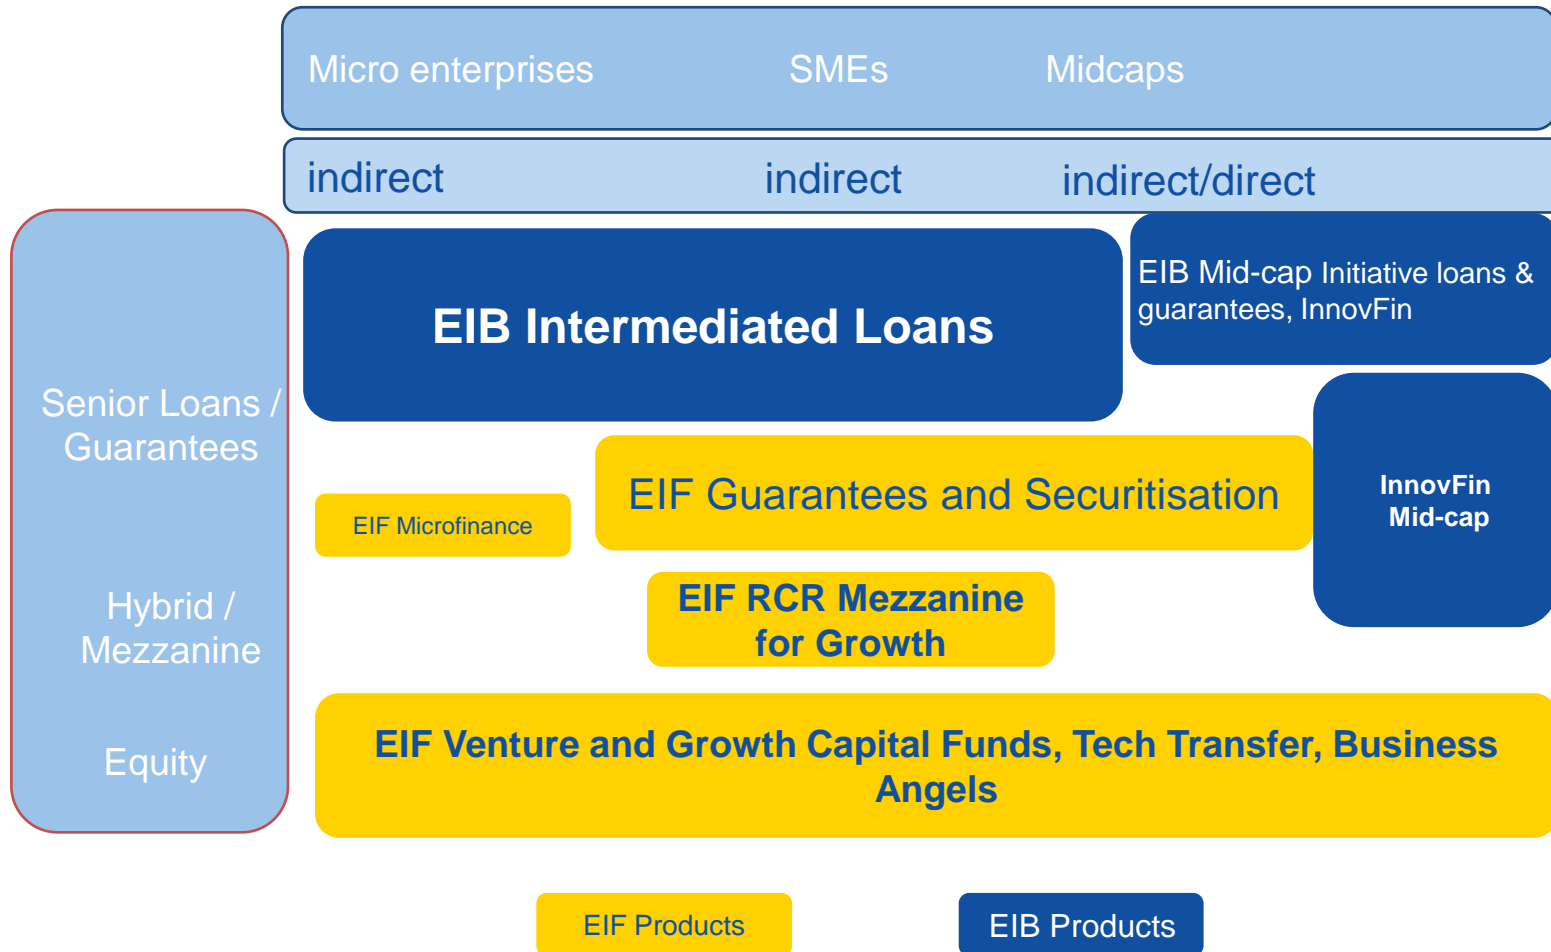 Micro enterprises SMEs Midcaps
indirect indirect indirect/direct
EIB Intermediated Loans
EIB Mid-cap Initiative loans &
guarantees, InnovFin
Senior Loans /
Guarantees
EIF Guarantees and Securitisation
InnovFin
Mid-cap
EIF Microfinance
Hybrid /
Mezzanine
EIF RCR Mezzanine
for Growth
Equity
EIF Venture and Growth Capital Funds, Tech Transfer, Business
Angels
EIF Products
EIB Products